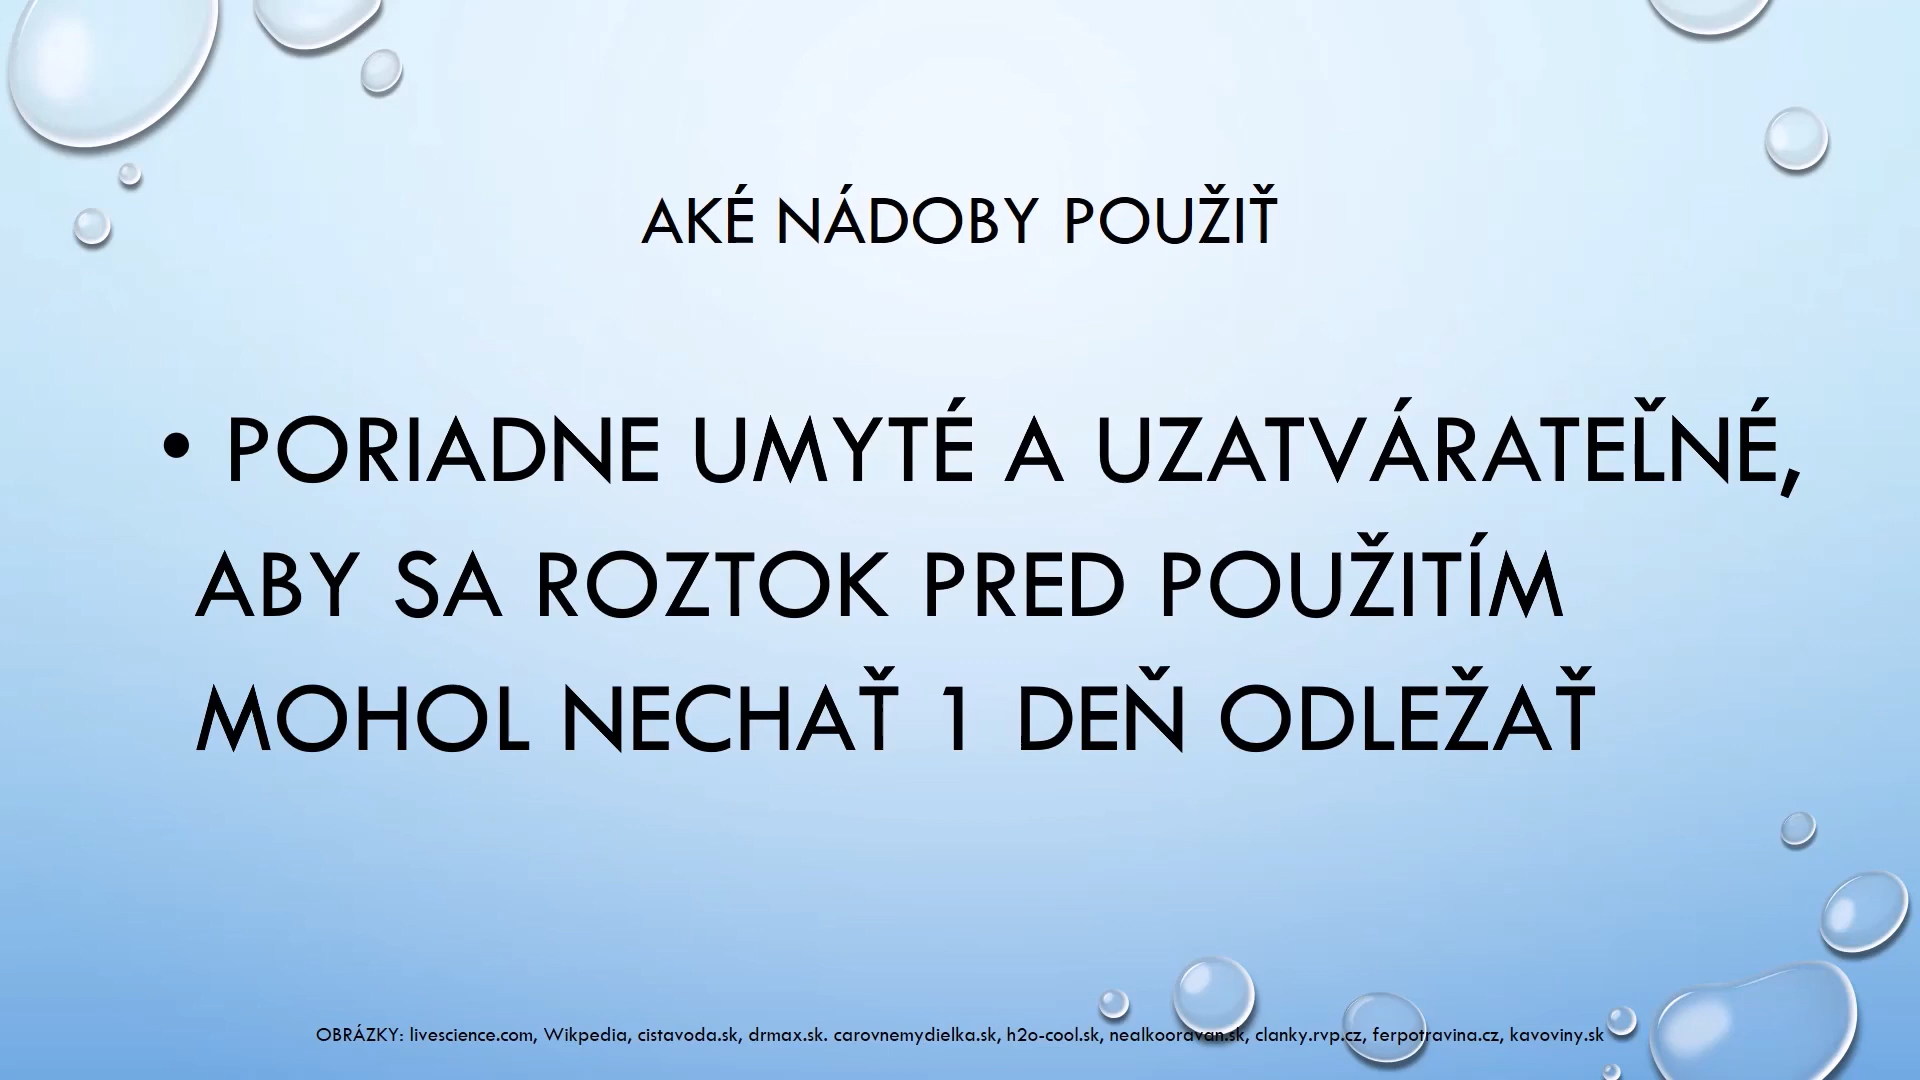 AKÉ NÁDOBY POUŽIŤ
• PORIADNE UMYTÉ A UZATVÁRATEĽNÉ,
ABY SA ROZTOK PRED POUŽITÍM
MOHOL NECHAŤ 1 DEŇ ODLEŽAŤ
OBRÁZKY: livescience.com, Wikpedia, cistavoda.sk, drmax.sk. carovnemydielka.sk, h2o-cool.sk, nealkooravan.sk, clanky.rvp.cz, ferpotravina.cz, kavoviny.sk